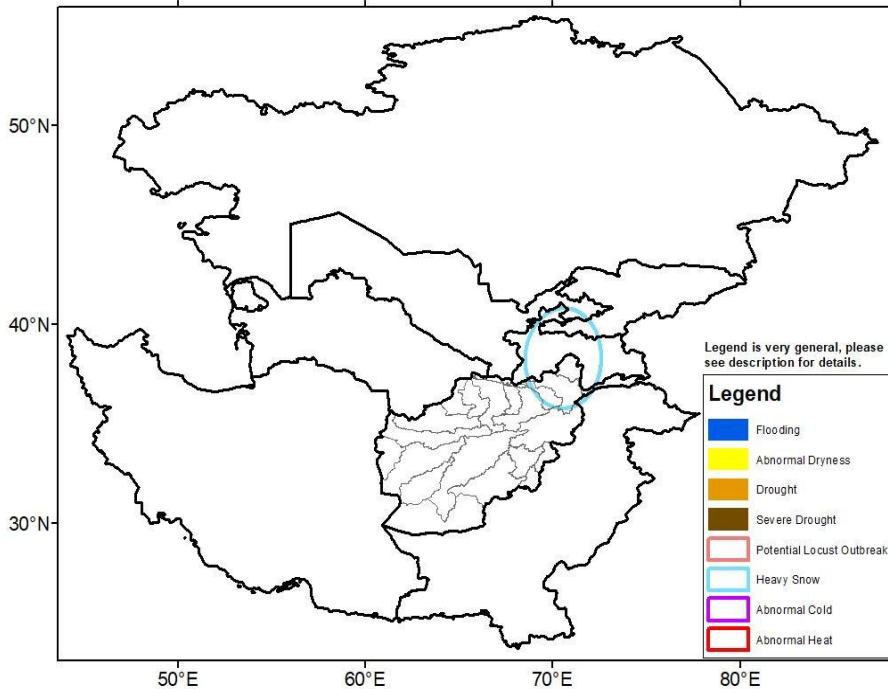 50°N
40°N
30°N
50°E
60°E
70°E
80°E
Legend is very general, please
see description for details.
Legend
Flooding
Abnormal Dryness
Drought
Severe Drought
Potential Locust Outbreak
Heavy Snow
Abnormal Cold
Abnormal Heat